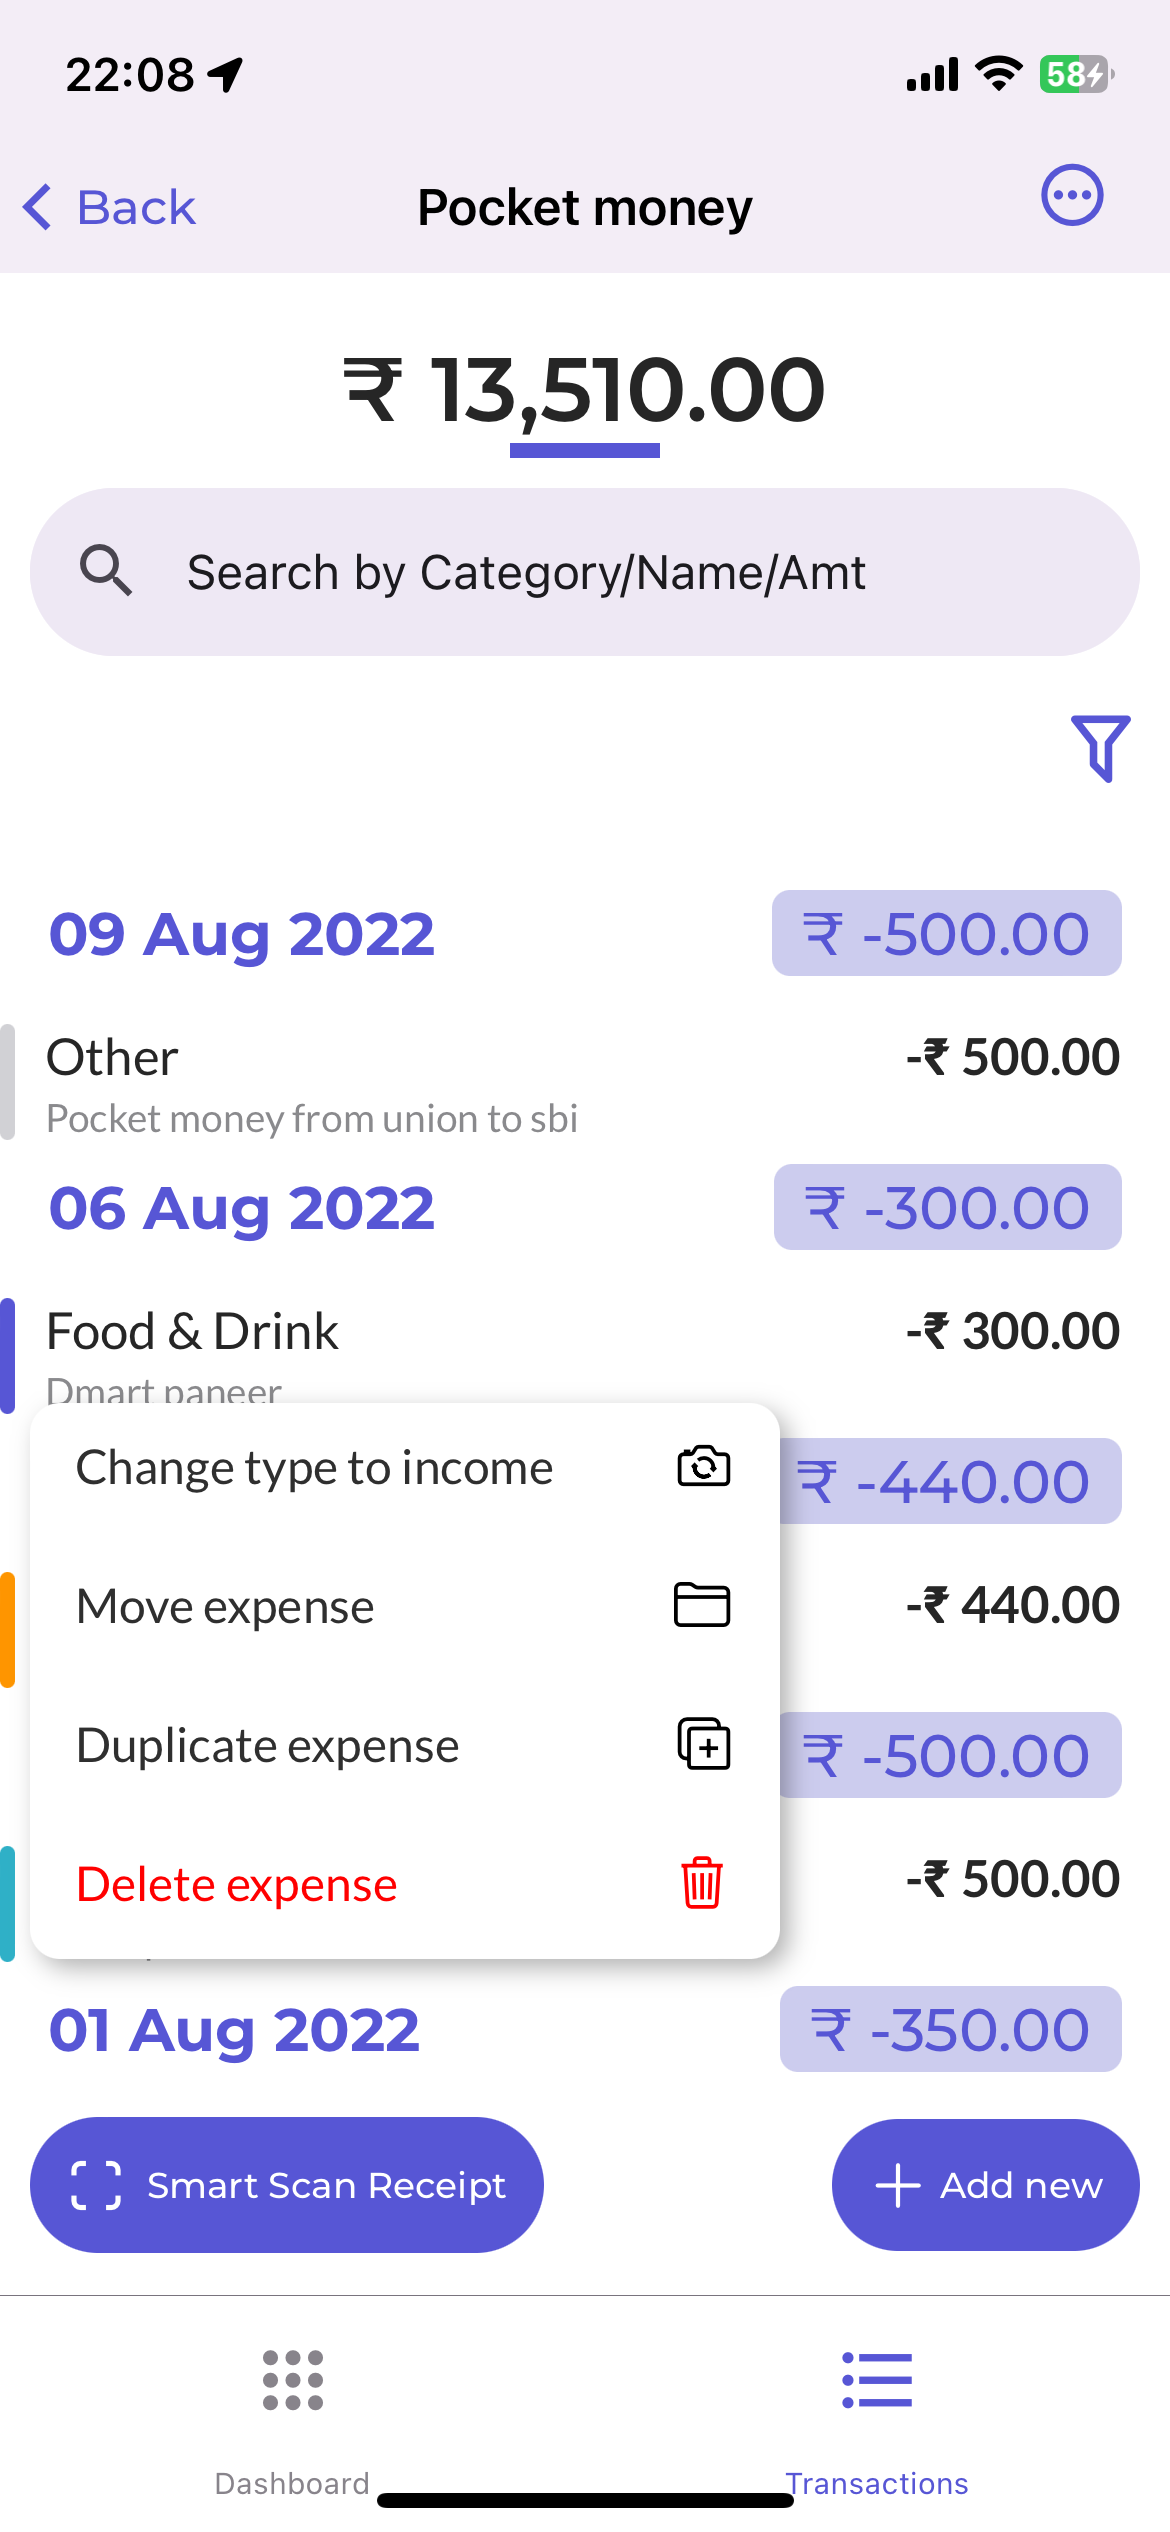 22:08
58
Back
Pocket money
₹ 13,510.00
Search by Category/Name/Amt
09 Aug 2022
₹ -500.00
Other
-₹ 500.00
Pocket money from union to sbi
06 Aug 2022
₹ -300.00
Food & Drink
-₹ 300.00
Dmart paneer
Change type to income
₹ -440.00
Move expense
-₹ 440.00
Duplicate expense
₹ -500.00
Delete expense
-₹ 500.00
01 Aug 2022
₹ -350.00
Smart Scan Receipt
Add new
Dashboard
Transactions